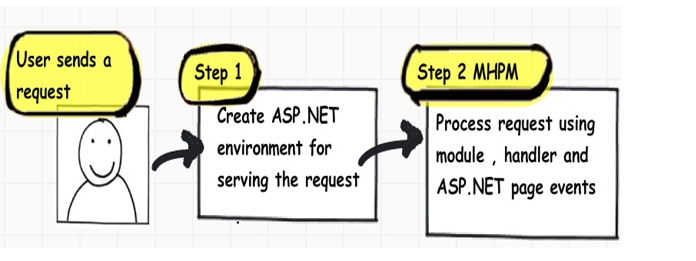 User sends a
request
Step 1
Create ASP.NET
environment for
serving the request
Step 2 MHPM
Process request using
module , handler and
ASP.NET page events